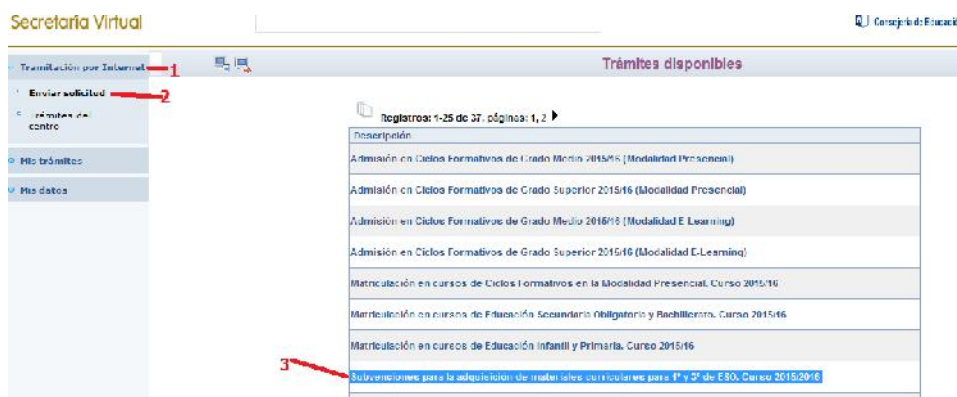 Secretaría Virtual
Consejería de Educació
Tramitación por Internet 1
Enviar solicitud 2
Trámites del
centro
Mis trámites
Mis datos
Trámites disponibles
Registros: 1-25 de 37. páginas: 1, 2
Descripción
Admisión en Ciclos Formativos de Grado Medio 2015/16 (Modalidad Presencial)
Admisión en Ciclos Formativos de Grado Superior 2015/16 (Modalidad Presencial)
Admisión en Ciclos Formativos de Grado Medio 2015/16 (Modalidad E-Learning)
Admisión en Ciclos Formativos de Grado Superior 2015/16 (Modalidad E-Learning)
Matriculación en cursos de Ciclos Formativos en la Modalidad Presencial. Curso 2015/16
Matriculación en cursos de Educación Secundaria Obligatoria y Bachillerato. Curso 2015/16
Matriculación en cursos de Educación Infantil y Primaria. Curso 2015/16
3 Subvenciones para la adquisición de materiales curriculares para 1º y 3º de ESO. Curso 2015/2016